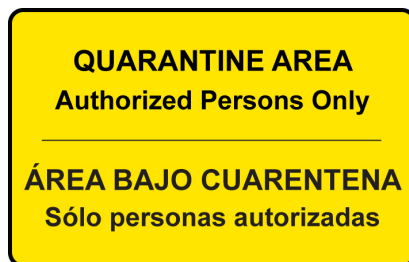 QUARANTINE AREA
Authorized Persons Only
ÁREA BAJO CUARENTENA
Sólo personas autorizadas